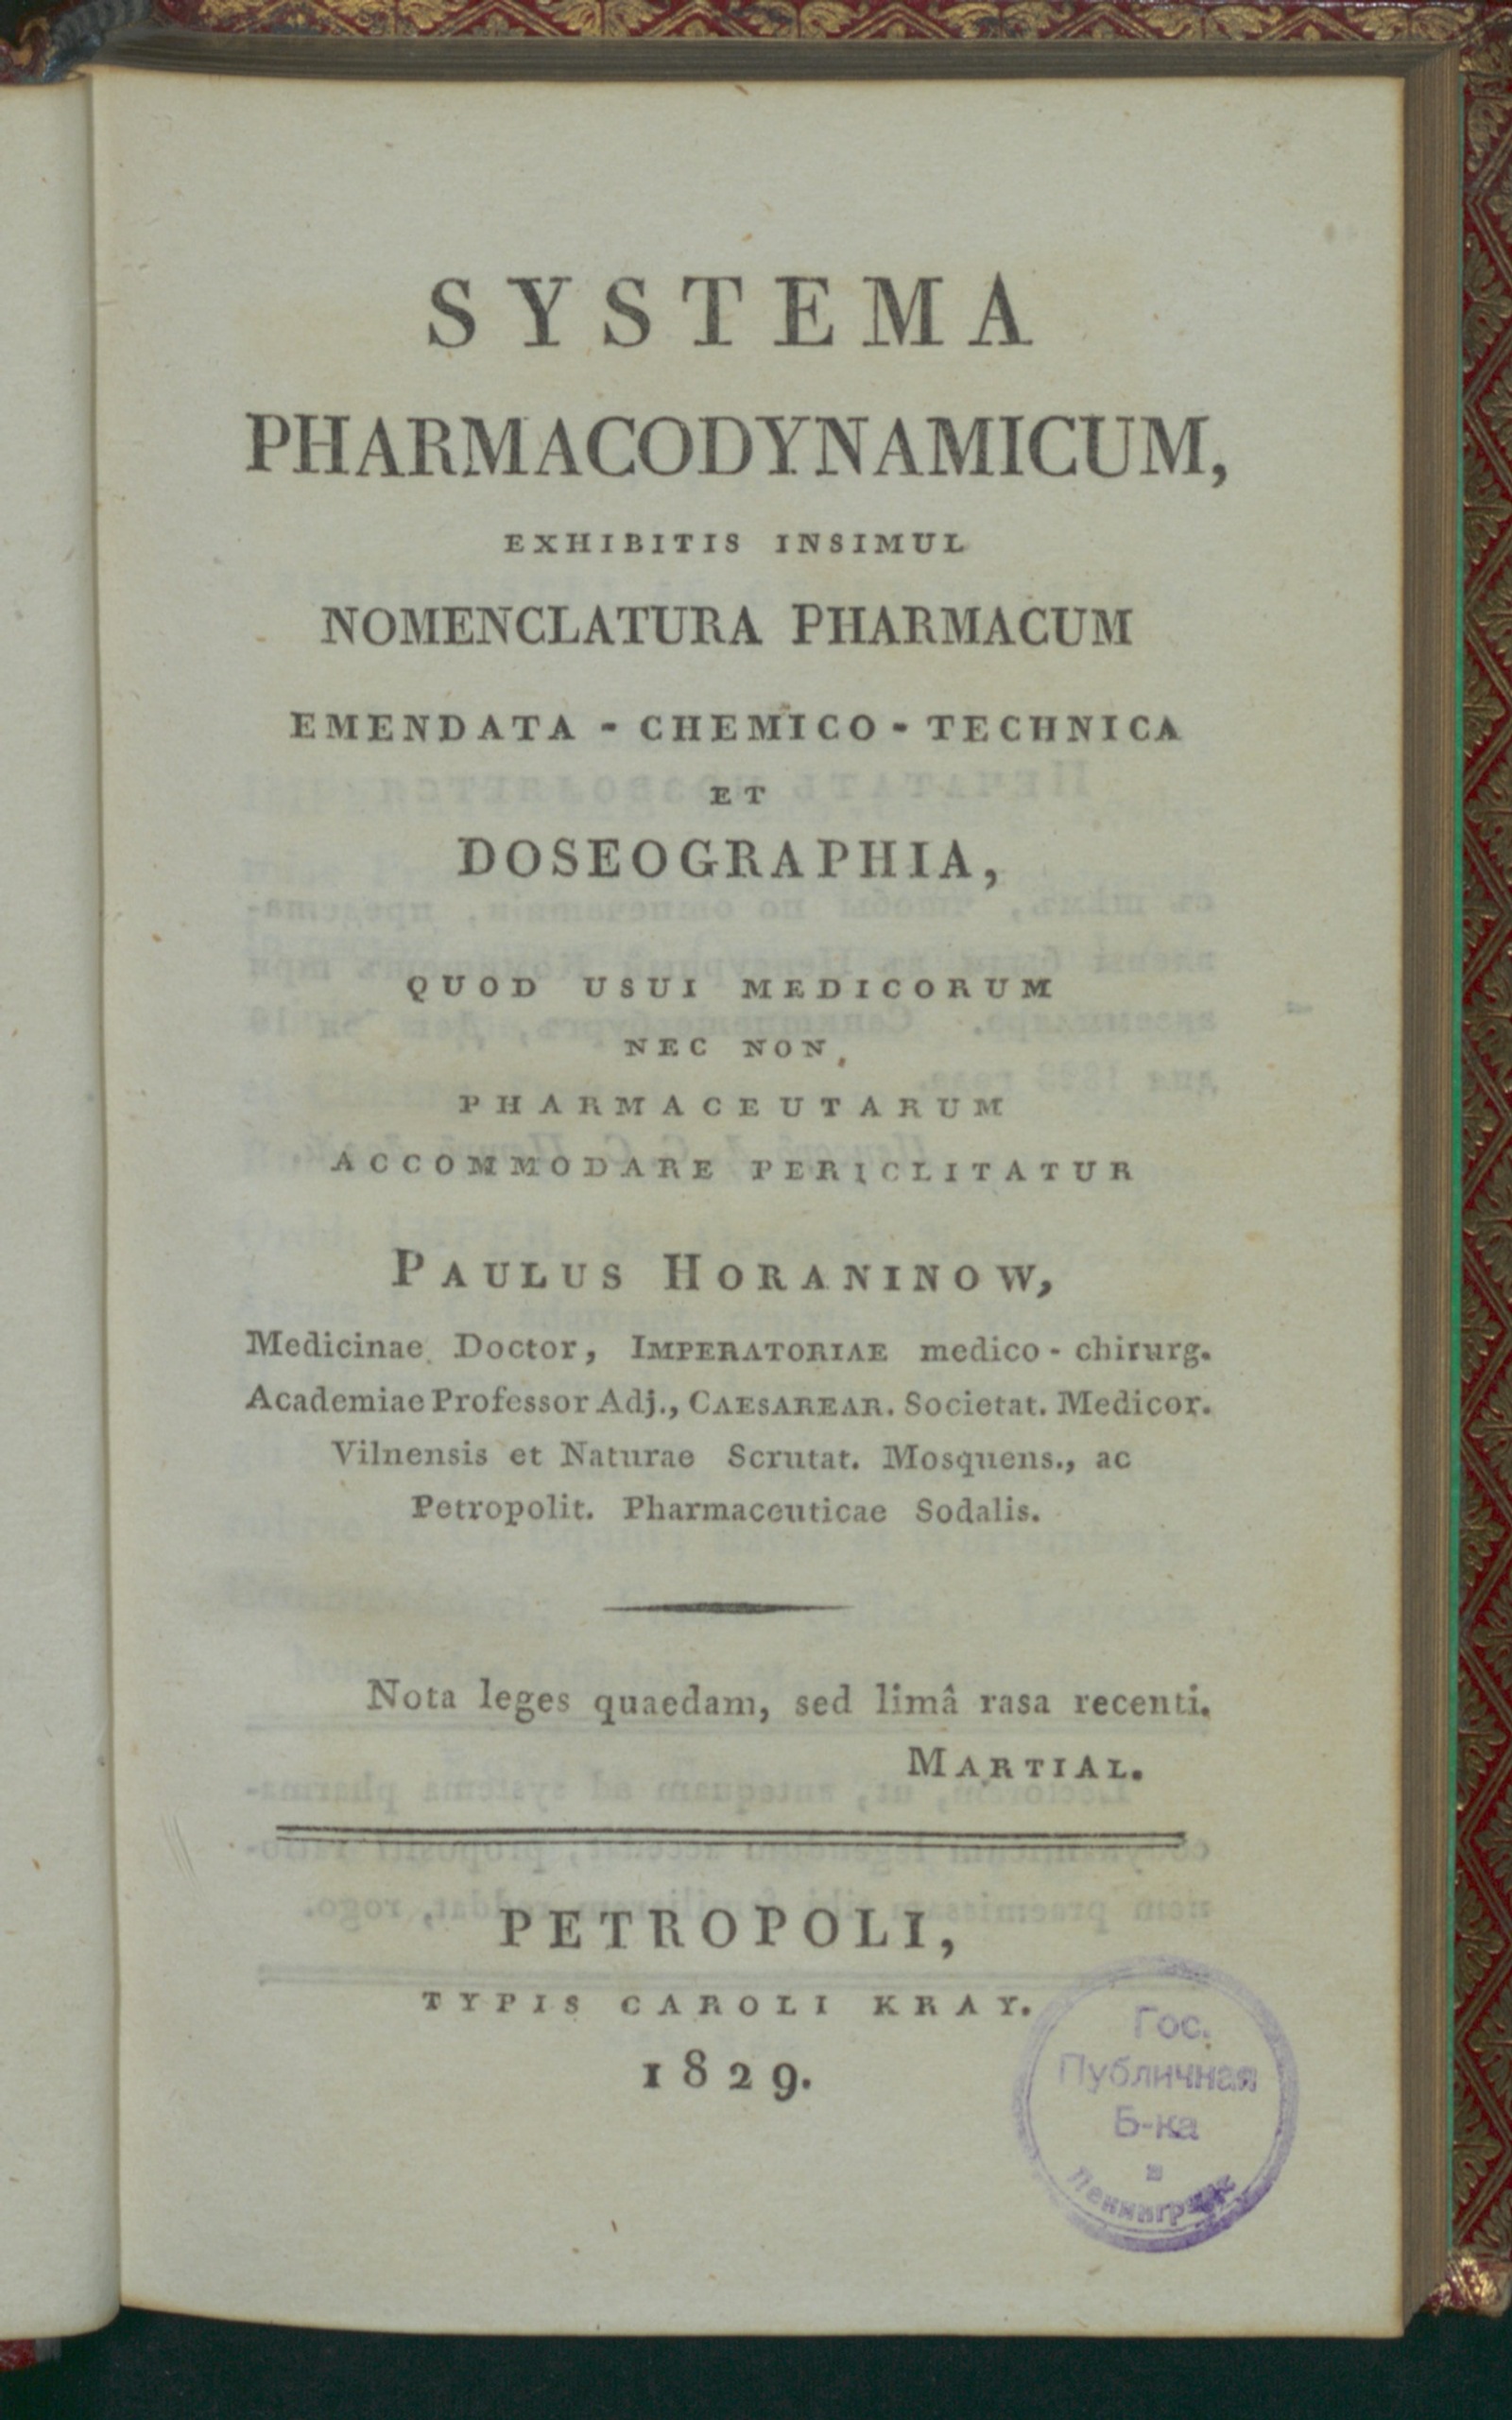 SYSTEMA
PHARMACODYNAMICUM,
EXHIBITIS INSIMUL
NOMENCLATURA PHARMACUM
EMENDATA - CHEMICO - TECHNICA
ET
DOSEOGRAPHIA,
QUOD USUI MEDICORUM
NEC NON
PHARMACEUTARUM
ACCOMMODARE PERICLITATUR
PAULUS HORANINOW,
Medicinae Doctor, IMPERATORIAE medico - chirurg.
Academiae Professor Adj., CAESAREAR. Societat. Medicor.
Vilnensis et Naturae Scrutat. Mosquens., ac
Petropolit. Pharmaceuticae Sodalis.
Nota leges quaedam, sed limâ rasa recenti.
MARTIAL.
PETROPOLI,
TYPIS CAROLI KRAY.
1829.
Гос.
Публичная
Б-ка
в
Ленинграде